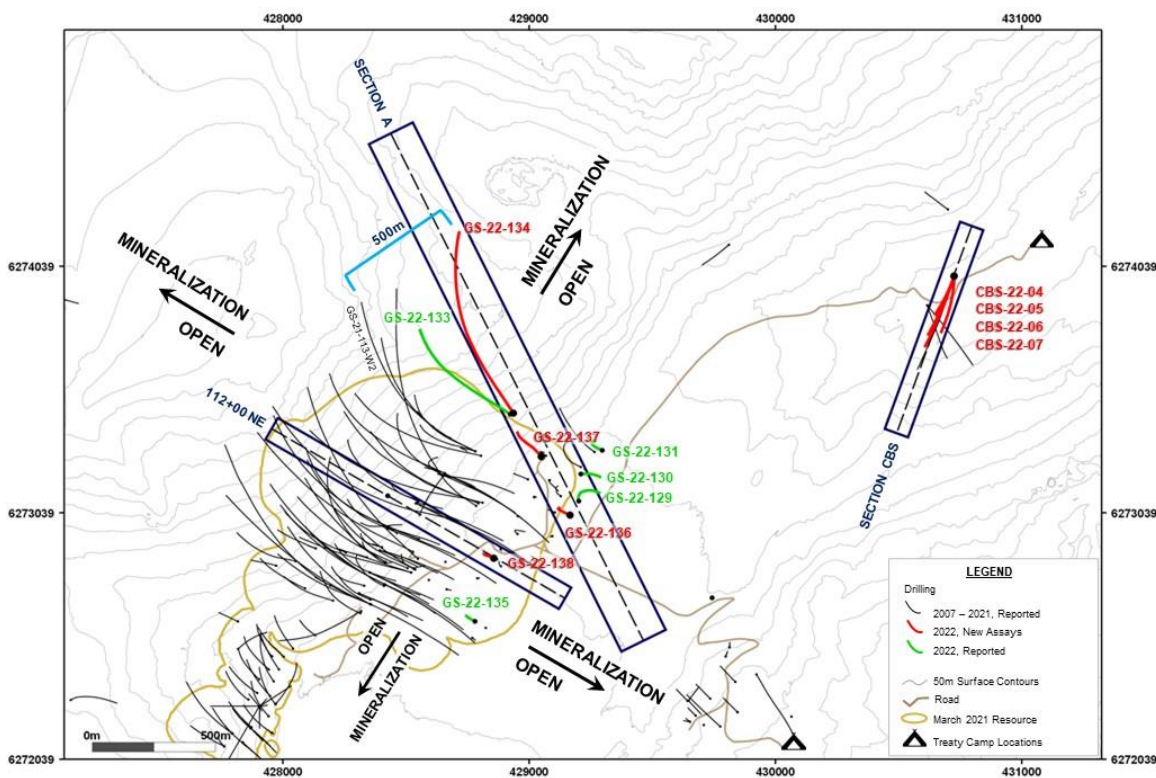 428000
429000
430000
431000
SECTION A
MINERALIZATION
OPEN
500m
GS-22-134
MINERALIZATION
OPEN
6274039
6274039
CBS-22-04
CBS-22-05
CBS-22-06
CBS-22-07
GS-22-133
GS-21-113-W2
112+00 NE
GS-22-137
GS-22-131
GS-22-130
GS-22-129
SECTION CBS
6273039
6273039
GS-22-136
GS-22-138
GS-22-135
OPEN
MINERALIZATION
MINERALIZATION
OPEN
LEGEND
Drilling
2007 – 2021, Reported
2022, New Assays
2022, Reported
50m Surface Contours
Road
March 2021 Resource
Treaty Camp Locations
0m
500m
6272039
6272039
428000
429000
430000
431000